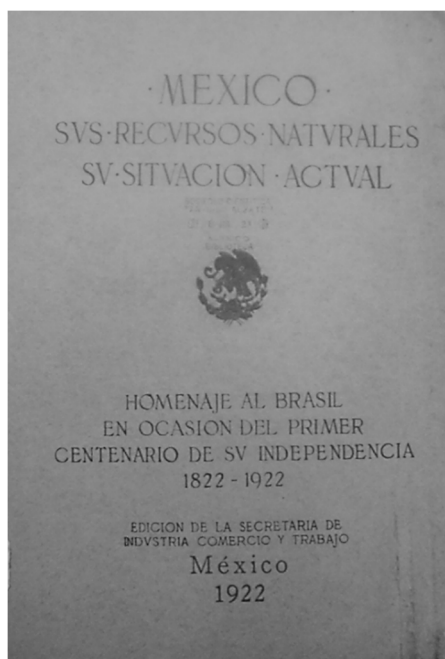 ·MEXICO·
SVS·RECVRSOS·NATVRALES
SV·SITVACION·ACTVAL
HOMENAJE AL BRASIL
EN OCASION DEL PRIMER
CENTENARIO DE SV INDEPENDENCIA
1822 - 1922
EDICION DE LA SECRETARIA DE
INDVSTRIA COMERCIO Y TRABAJO
México
1922